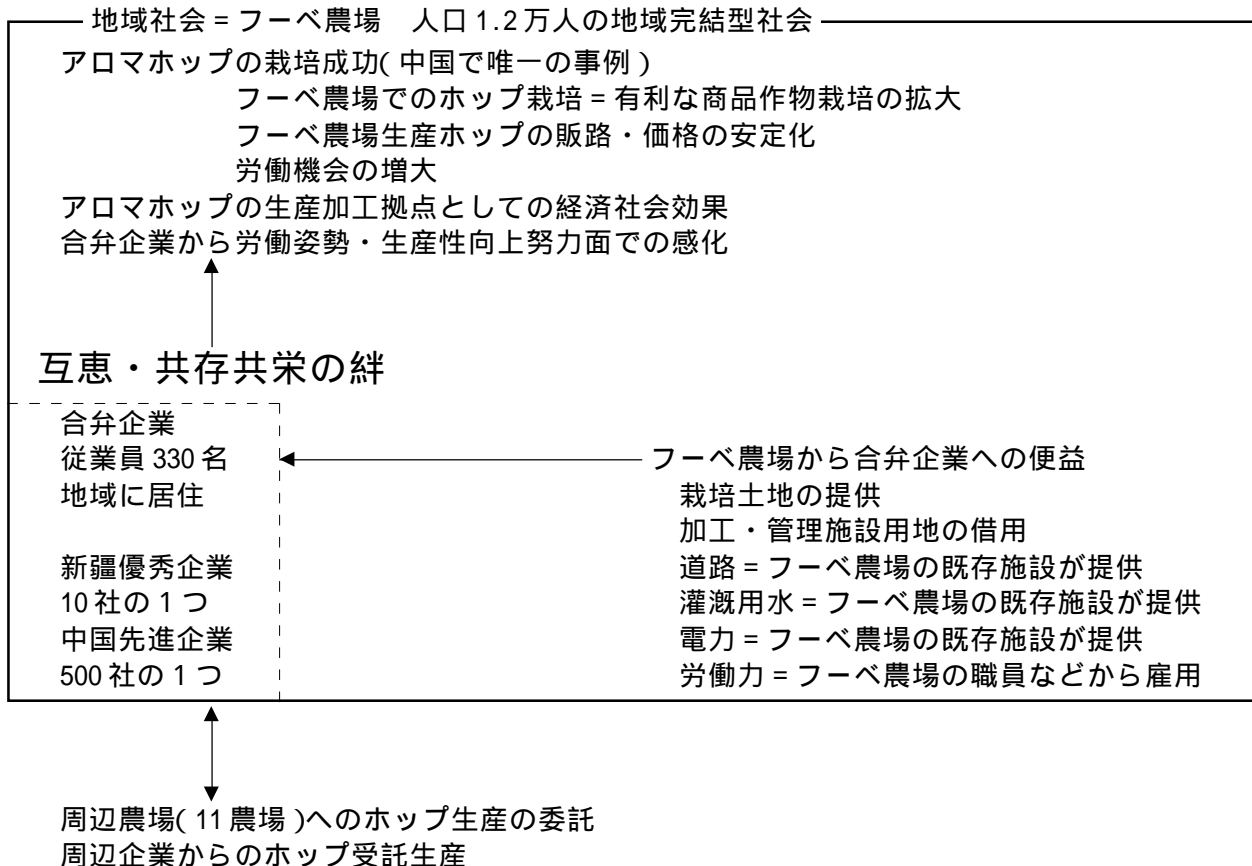 地域社会=フーベ農場 人口1.2万人の地域完結型社会
アロマホップの栽培成功(中国で唯一の事例)
フーベ農場でのホップ栽培=有利な商品作物栽培の拡大
フーベ農場生産ホップの販路・価格の安定化
労働機会の増大
アロマホップの生産加工拠点としての経済社会効果
合弁企業から労働姿勢・生産性向上努力面での感化
互恵・共存共栄の絆
合弁企業
従業員330名
地域に居住
新疆優秀企業
10社の1つ
中国先進企業
500社の1つ
フーベ農場から合弁企業への便益
栽培土地の提供
加工・管理施設用地の借用
道路=フーベ農場の既存施設が提供
灌漑用水=フーベ農場の既存施設が提供
電力=フーベ農場の既存施設が提供
労働力=フーベ農場の職員などから雇用
周辺農場(11農場)へのホップ生産の委託
周辺企業からのホップ受託生産